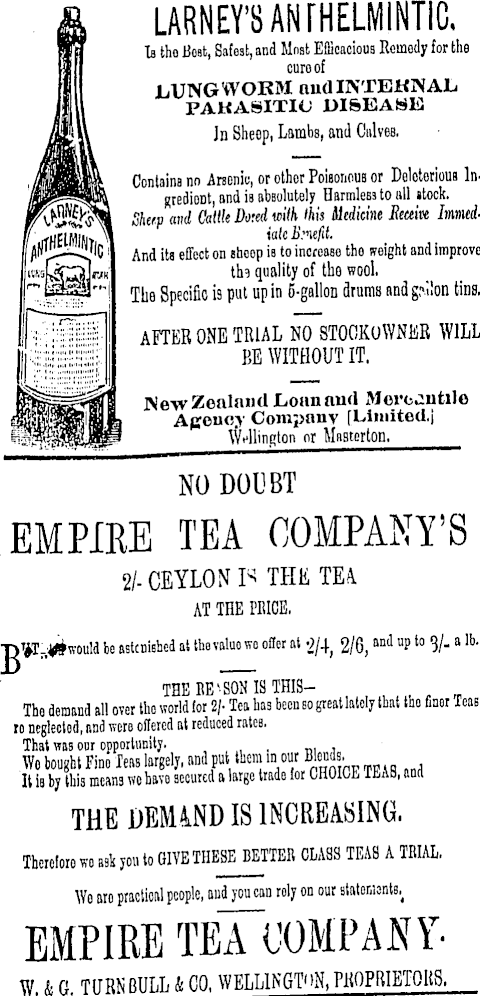 LARNEY'S ANTHELMINTIC.
Is the Best, Safest, and Most Efficacious Remedy for the
cure of
LUNGWORM and INTERNAL
PARASITIC DISEASE
In Sheep, Lambs, and Calves.
Contains no Arsenic, or other Poisonous or Deleterious In-
gredient, and is absolutely Harmless to all stock.
Sheep and Cattle Dosed with this Medicine Receive Immed-
iate Benefit.
And its effect on sheep is to increase the weight and improve
the quality of the wool.
The Specific is put up in 5-gallon drums and gallon tins.
AFTER ONE TRIAL NO STOCKOWNER WILL
BE WITHOUT IT.
New Zealand Loan and Mercantile
Agency Company [Limited.]
Wellington or Masterton.
LARNEY'S
ANTHELMINTIC
LUNG
NO DOUBT
EMPIRE TEA COMPANY'S
2/- CEYLON IS THE TEA
AT THE PRICE.
BUT would be astonished at the value we offer at 2/4, 2/6, and up to 3/- a lb.
THE REASON IS THIS—
The demand all over the world for 2/- Tea has been so great lately that the finer Teas
re neglected, and were offered at reduced rates.
That was our opportunity.
We bought Fine Teas largely, and put them in our Blends.
It is by this means we have secured a large trade for CHOICE TEAS, and
THE DEMAND IS INCREASING.
Therefore we ask you to GIVE THESE BETTER CLASS TEAS A TRIAL.
We are practical people, and you can rely on our statements.
EMPIRE TEA COMPANY.
W. & G. TURNBULL & CO, WELLINGTON, PROPRIETORS.